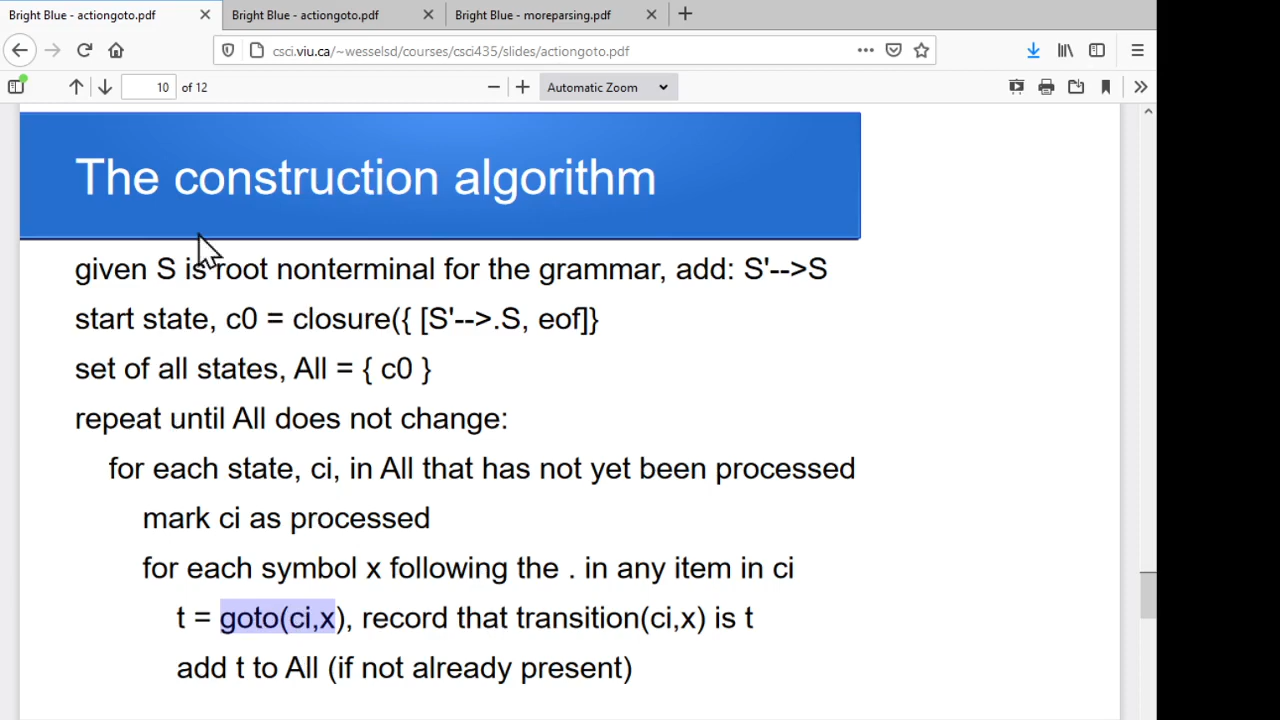 Bright Blue - actiongoto.pdf
Bright Blue - actiongoto.pdf
Bright Blue - moreparsing.pdf
csci.viu.ca/~wesselsd/courses/csci435/slides/actiongoto.pdf
10 of 12
Automatic Zoom
The construction algorithm
given S is root nonterminal for the grammar, add: S'-->S
start state, c0 = closure({ [S'-->.S, eof]}
set of all states, All = { c0 }
repeat until All does not change:
for each state, ci, in All that has not yet been processed
mark ci as processed
for each symbol x following the . in any item in ci
t = goto(ci,x), record that transition(ci,x) is t
add t to All (if not already present)